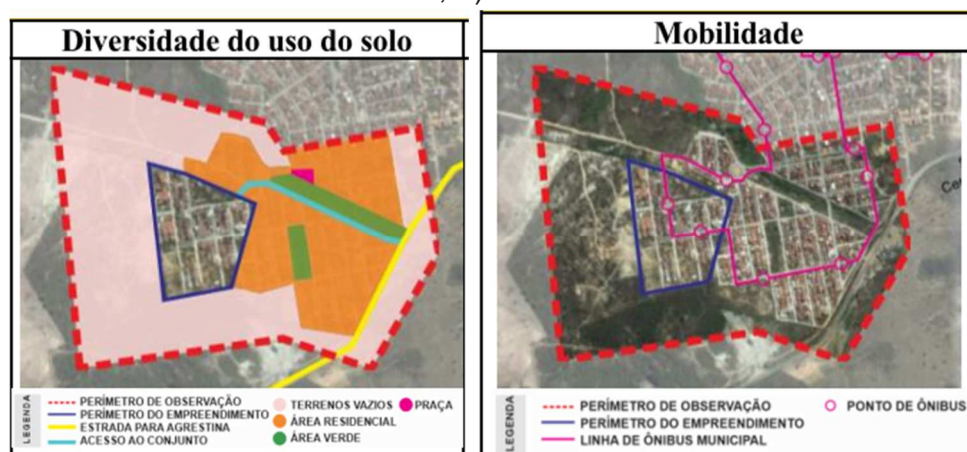 Diversidade do uso do solo
LEGENDA
PERÍMETRO DE OBSERVAÇÃO
PERÍMETRO DO EMPREENDIMENTO
ESTRADA PARA AGRESTINA
ACESSO AO CONJUNTO
TERRENOS VAZIOS
PRAÇA
ÁREA RESIDENCIAL
ÁREA VERDE
Mobilidade
LEGENDA
PERÍMETRO DE OBSERVAÇÃO
PERÍMETRO DO EMPREENDIMENTO
LINHA DE ÔNIBUS MUNICIPAL
PONTO DE ÔNIBUS